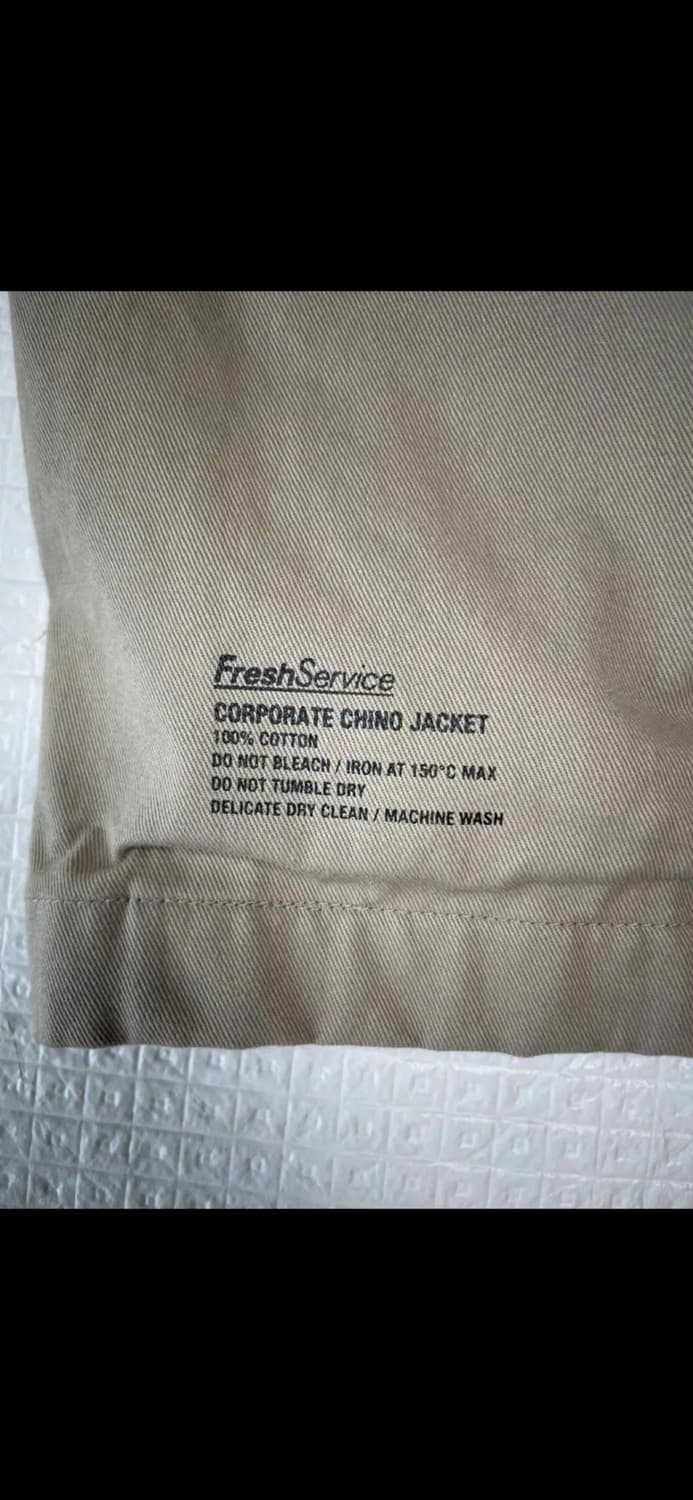 FreshService
CORPORATE CHINO JACKET
100% COTTON
DO NOT BLEACH / IRON AT 150°C MAX
DO NOT TUMBLE DRY
DELICATE DRY CLEAN / MACHINE WASH